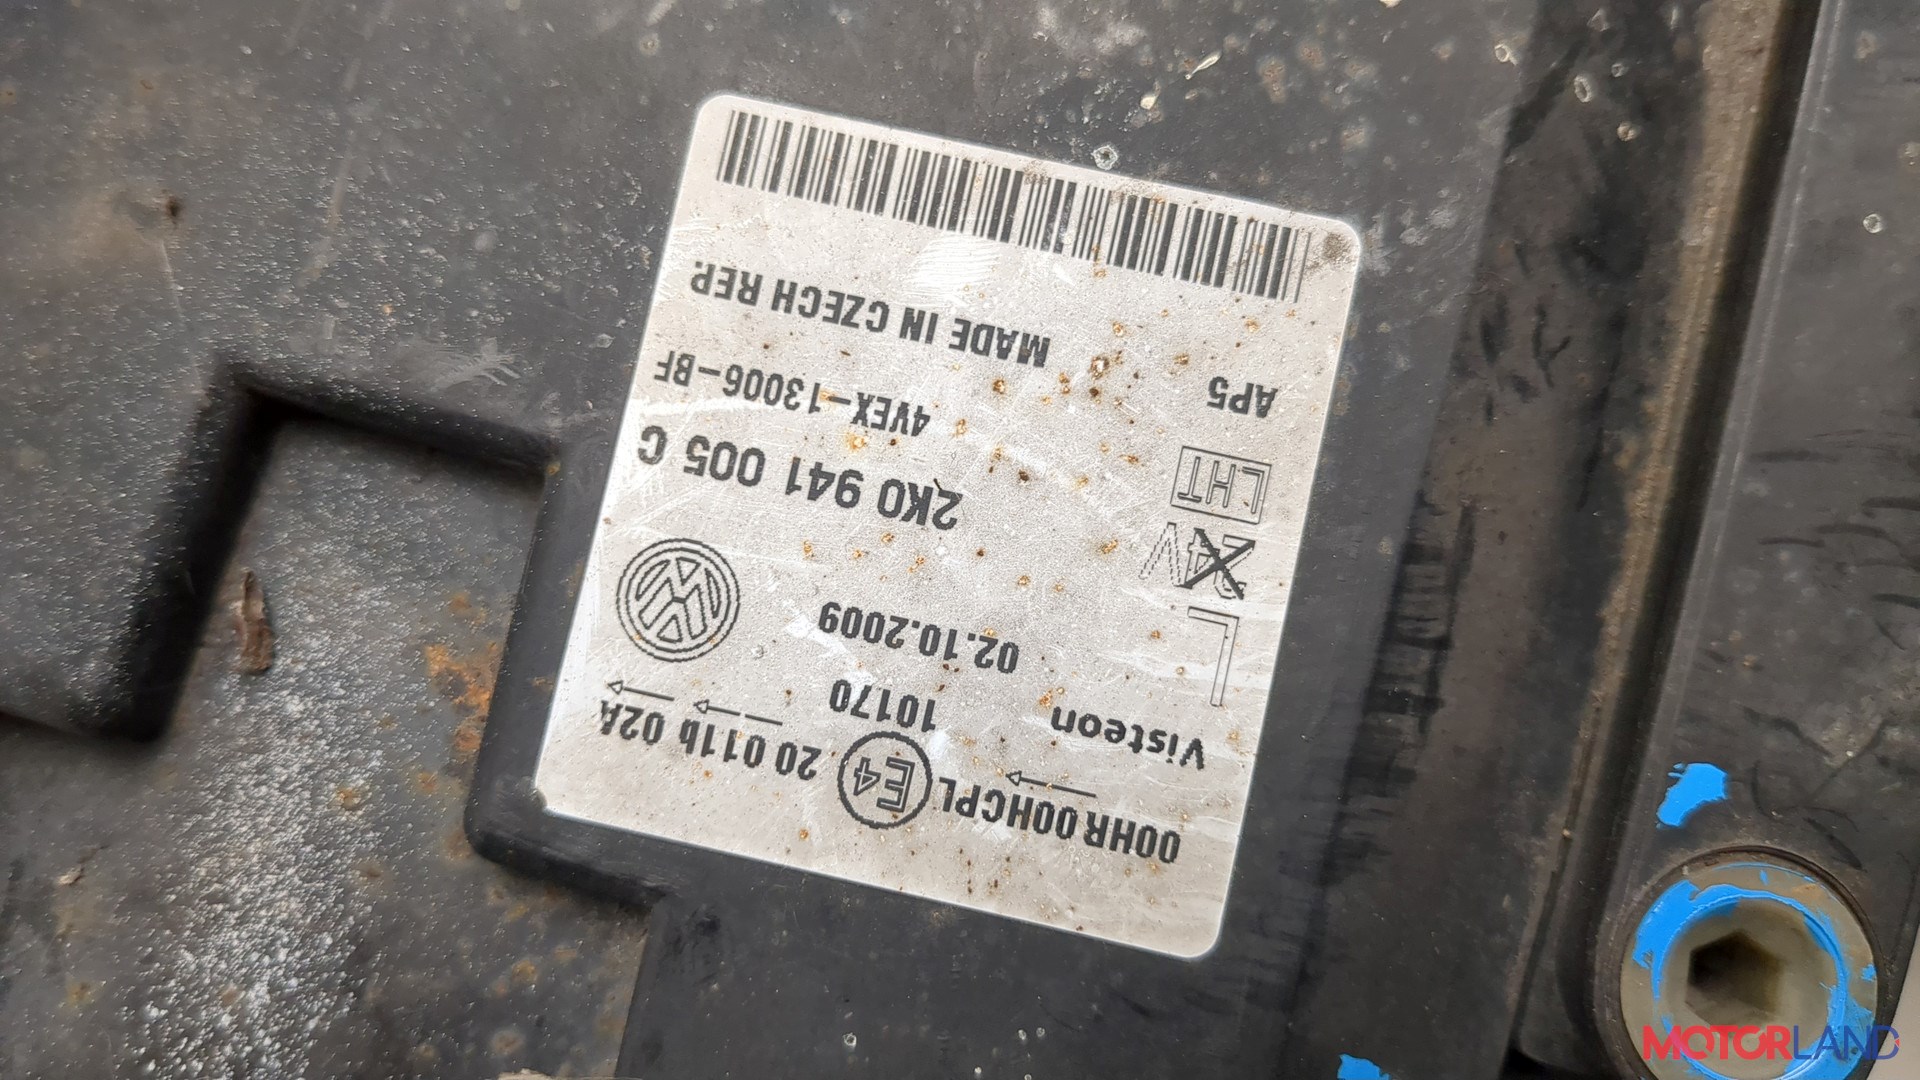 00HR 00HCPL E4 20 011b 02A
Visteon 10170
L 02.10.2009
24V
2K0 941 005 C
LHT
4VEX-13006-BF
AP5 MADE IN CZECH REP.
MOTORLAND